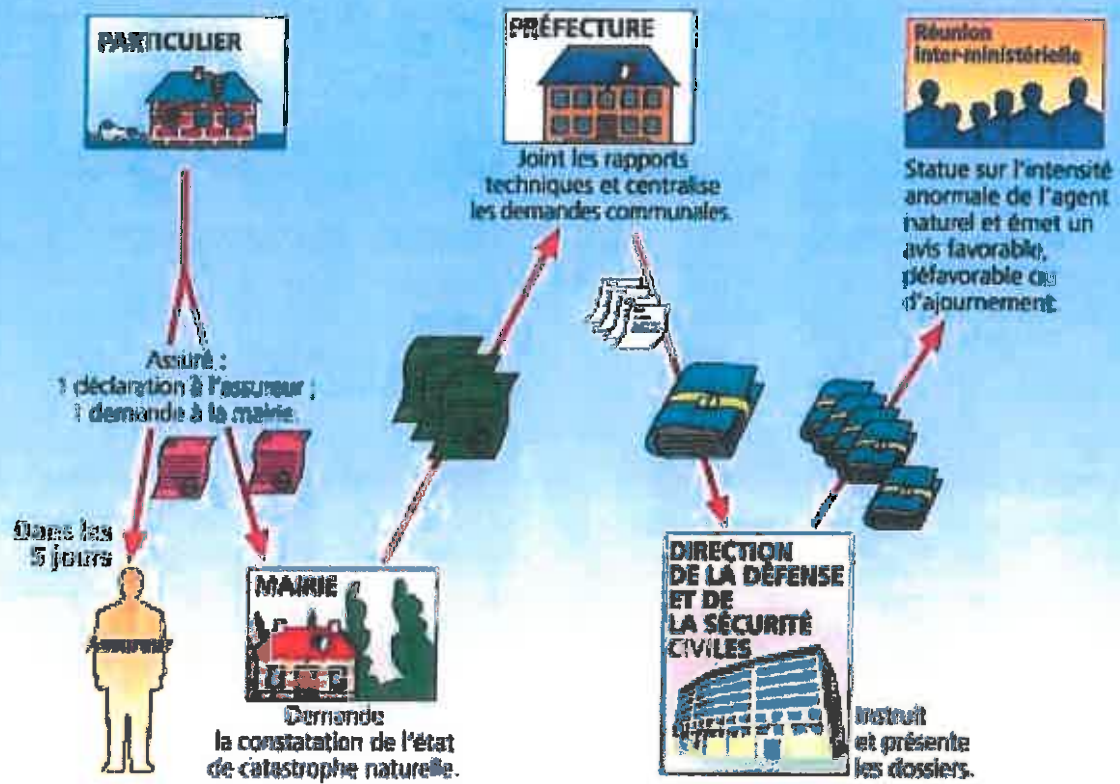 PARTICULIER
Assuré :
1 déclaration à l'assureur ;
1 demande à la mairie.
Dans les
5 jours
Assureur
MAIRIE
Demande
la constatation de l'état
de catastrophe naturelle.
PRÉFECTURE
Joint les rapports
techniques et centralise
les demandes communales.
DIRECTION
DE LA DÉFENSE
ET DE
LA SÉCURITÉ
CIVILES
Instruit
et présente
les dossiers.
Réunion
inter-ministérielle
Statue sur l'intensité
anormale de l'agent
naturel et émet un
avis favorable,
défavorable ou
d'ajournement.